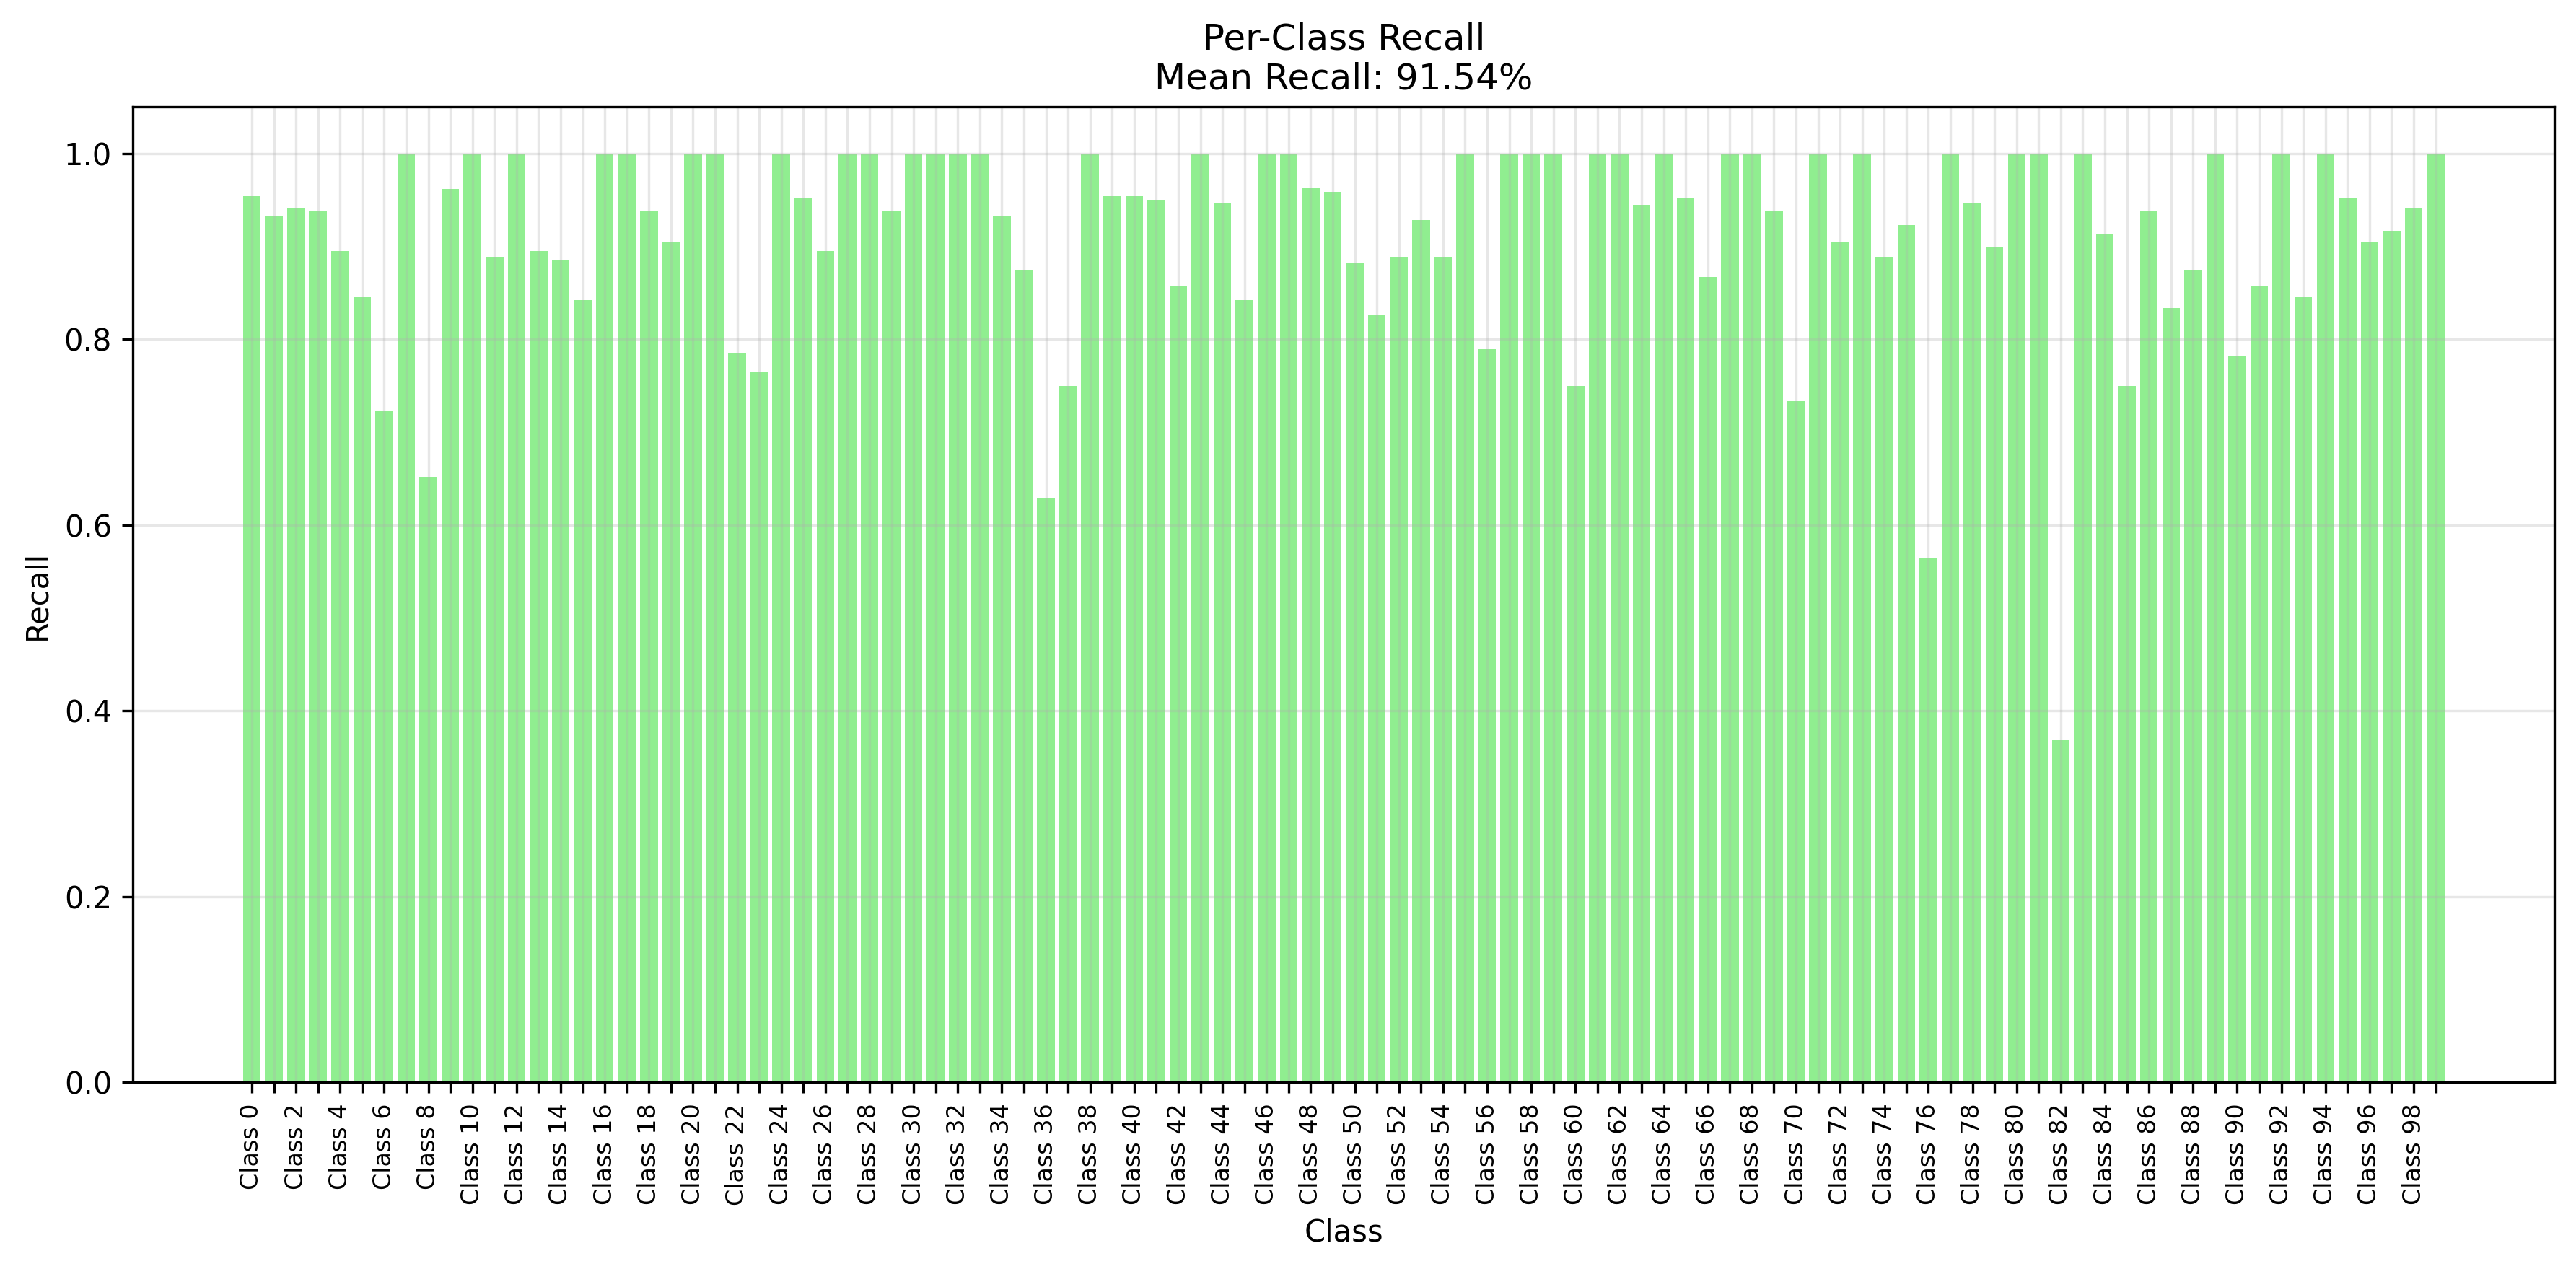 Per-Class Recall
Mean Recall: 91.54%
1.0
0.8
0.6
0.4
0.2
0.0
Recall
Class 0
Class 2
Class 4
Class 6
Class 8
Class 10
Class 12
Class 14
Class 16
Class 18
Class 20
Class 22
Class 24
Class 26
Class 28
Class 30
Class 32
Class 34
Class 36
Class 38
Class 40
Class 42
Class 44
Class 46
Class 48
Class 50
Class 52
Class 54
Class 56
Class 58
Class 60
Class 62
Class 64
Class 66
Class 68
Class 70
Class 72
Class 74
Class 76
Class 78
Class 80
Class 82
Class 84
Class 86
Class 88
Class 90
Class 92
Class 94
Class 96
Class 98
Class